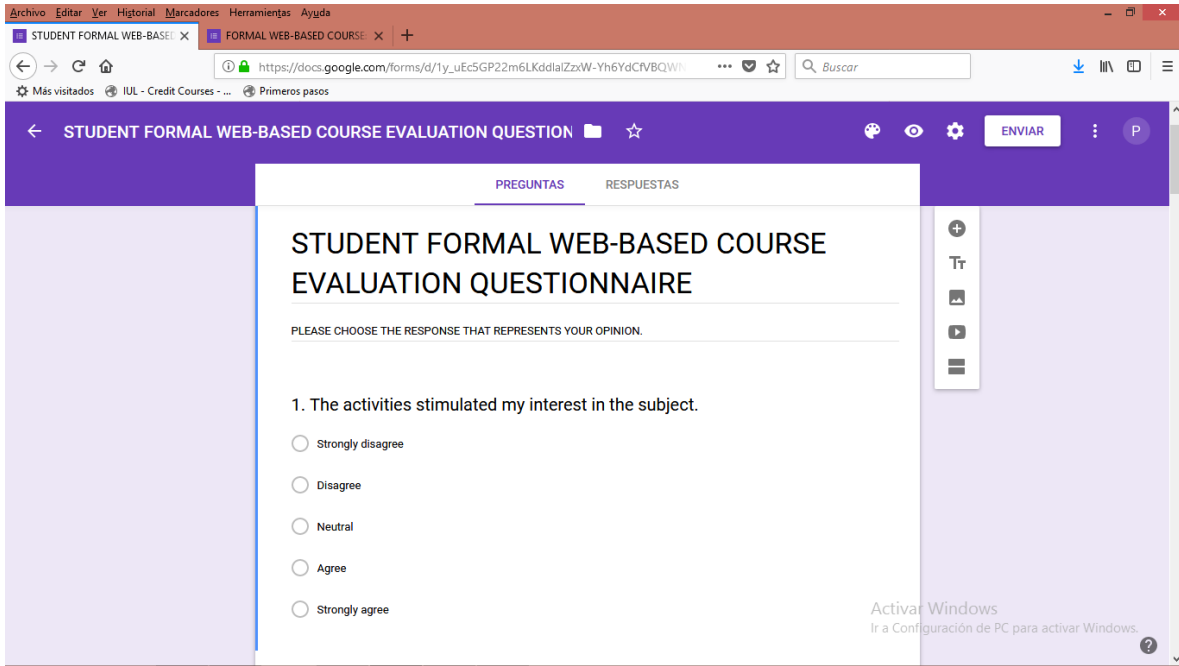 Archivo Editar Ver Historial Marcadores Herramientas Ayuda
STUDENT FORMAL WEB-BASED
FORMAL WEB-BASED COURSE
https://docs.google.com/forms/d/1y_uEc5GP22m6LKddlalZzxW-Yh6YdCfVBQWN
Buscar
Más visitados IUL - Credit Courses - ... Primeros pasos
STUDENT FORMAL WEB-BASED COURSE EVALUATION QUESTION
ENVIAR
P
PREGUNTAS RESPUESTAS
STUDENT FORMAL WEB-BASED COURSE
EVALUATION QUESTIONNAIRE
PLEASE CHOOSE THE RESPONSE THAT REPRESENTS YOUR OPINION.
1. The activities stimulated my interest in the subject.
Strongly disagree
Disagree
Neutral
Agree
Strongly agree
Activar Windows
Ir a Configuración de PC para activar Windows.